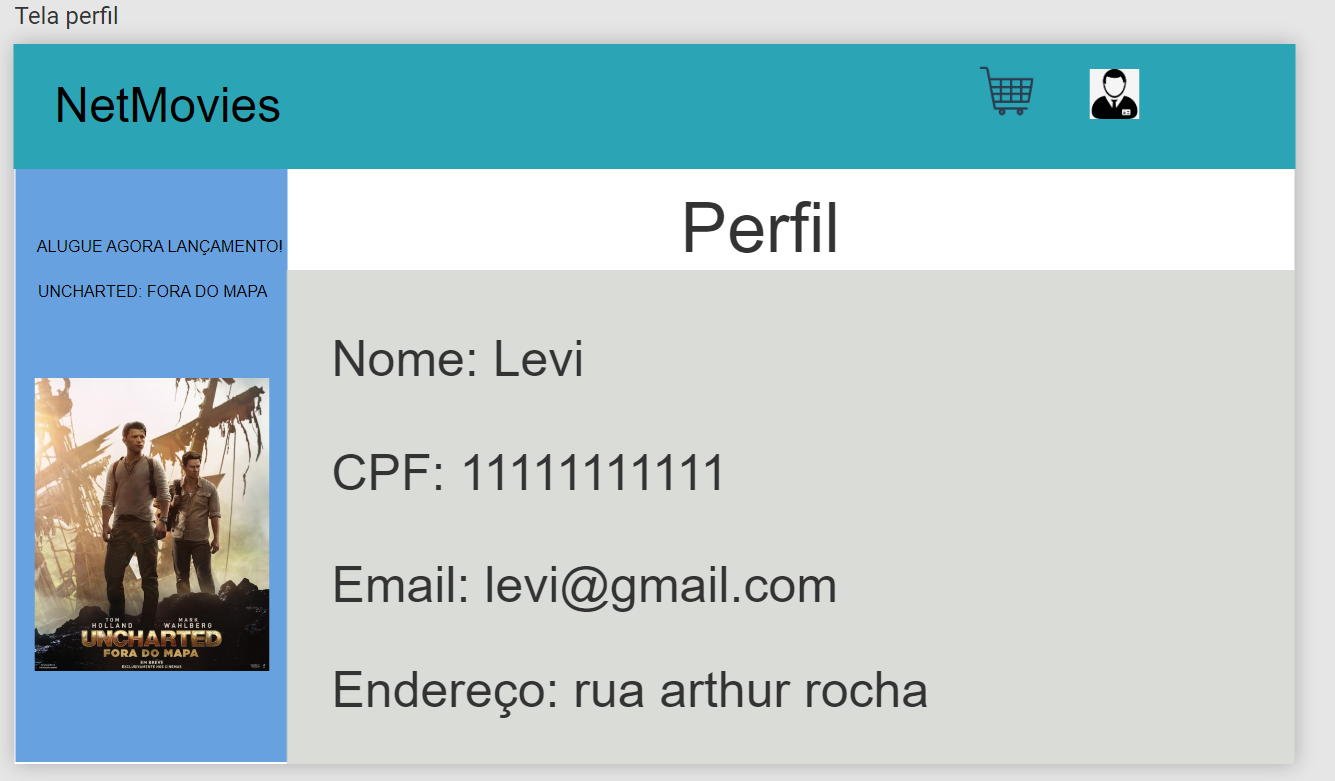 Tela perfil
NetMovies
Perfil
ALUGUE AGORA LANÇAMENTO!
UNCHARTED: FORA DO MAPA
Nome: Levi
CPF: 11111111111
Email: levi@gmail.com
Endereço: rua arthur rocha
TOM HOLLAND MARK WAHLBERG
UNCHARTED
FORA DO MAPA
EM BREVE
EXCLUSIVAMENTE NOS CINEMAS